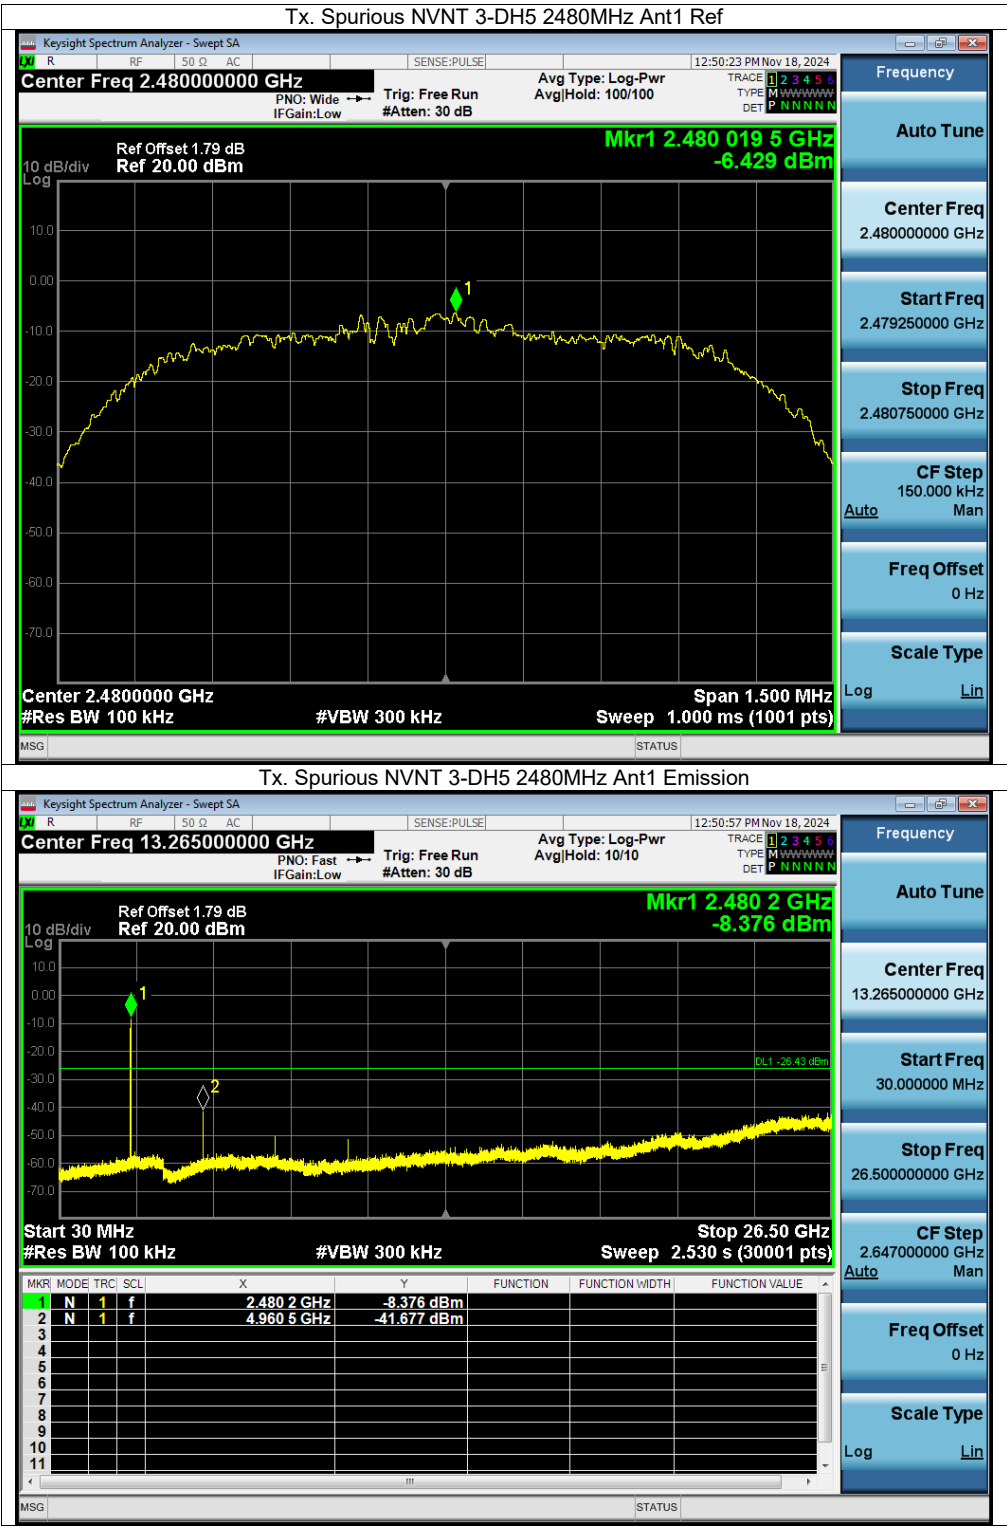 Tx. Spurious NVNT 3-DH5 2480MHz Ant1 Ref
Keysight Spectrum Analyzer - Swept SA
LXI R RF 50 Ω AC SENSE:PULSE 12:50:23 PM Nov 18, 2024
Center Freq 2.480000000 GHz
PNO: Wide
IFGain:Low
Trig: Free Run
#Atten: 30 dB
Avg Type: Log-Pwr
Avg|Hold: 100/100
TRACE 1 2 3 4 5 6
TYPE M WWWWW
DET P N N N N N
Mkr1 2.480 019 5 GHz
-6.429 dBm
Ref Offset 1.79 dB
Ref 20.00 dBm
10 dB/div
Log
10.0
0.00
-10.0
-20.0
-30.0
-40.0
-50.0
-60.0
-70.0
1
Center 2.4800000 GHz
Span 1.500 MHz
#Res BW 100 kHz
#VBW 300 kHz
Sweep 1.000 ms (1001 pts)
MSG
STATUS
Frequency
Auto Tune
Center Freq
2.480000000 GHz
Start Freq
2.479250000 GHz
Stop Freq
2.480750000 GHz
CF Step
150.000 kHz
Auto Man
Freq Offset
0 Hz
Scale Type
Log Lin
Tx. Spurious NVNT 3-DH5 2480MHz Ant1 Emission
Keysight Spectrum Analyzer - Swept SA
LXI R RF 50 Ω AC SENSE:PULSE 12:50:57 PM Nov 18, 2024
Center Freq 13.265000000 GHz
PNO: Fast
IFGain:Low
Trig: Free Run
#Atten: 30 dB
Avg Type: Log-Pwr
Avg|Hold: 10/10
TRACE 1 2 3 4 5 6
TYPE M WWWWW
DET P N N N N N
Mkr1 2.480 2 GHz
-8.376 dBm
Ref Offset 1.79 dB
Ref 20.00 dBm
10 dB/div
Log
10.0
0.00
-10.0
-20.0
-30.0
-40.0
-50.0
-60.0
-70.0
1
2
DL1 -26.43 dBm
Start 30 MHz
Stop 26.50 GHz
#Res BW 100 kHz
#VBW 300 kHz
Sweep 2.530 s (30001 pts)
MKR MODE TRC SCL X Y FUNCTION FUNCTION WIDTH FUNCTION VALUE
1 N 1 f 2.480 2 GHz -8.376 dBm
2 N 1 f 4.960 5 GHz -41.677 dBm
3
4
5
6
7
8
9
10
11
MSG
STATUS
Frequency
Auto Tune
Center Freq
13.265000000 GHz
Start Freq
30.000000 MHz
Stop Freq
26.500000000 GHz
CF Step
2.647000000 GHz
Auto Man
Freq Offset
0 Hz
Scale Type
Log Lin